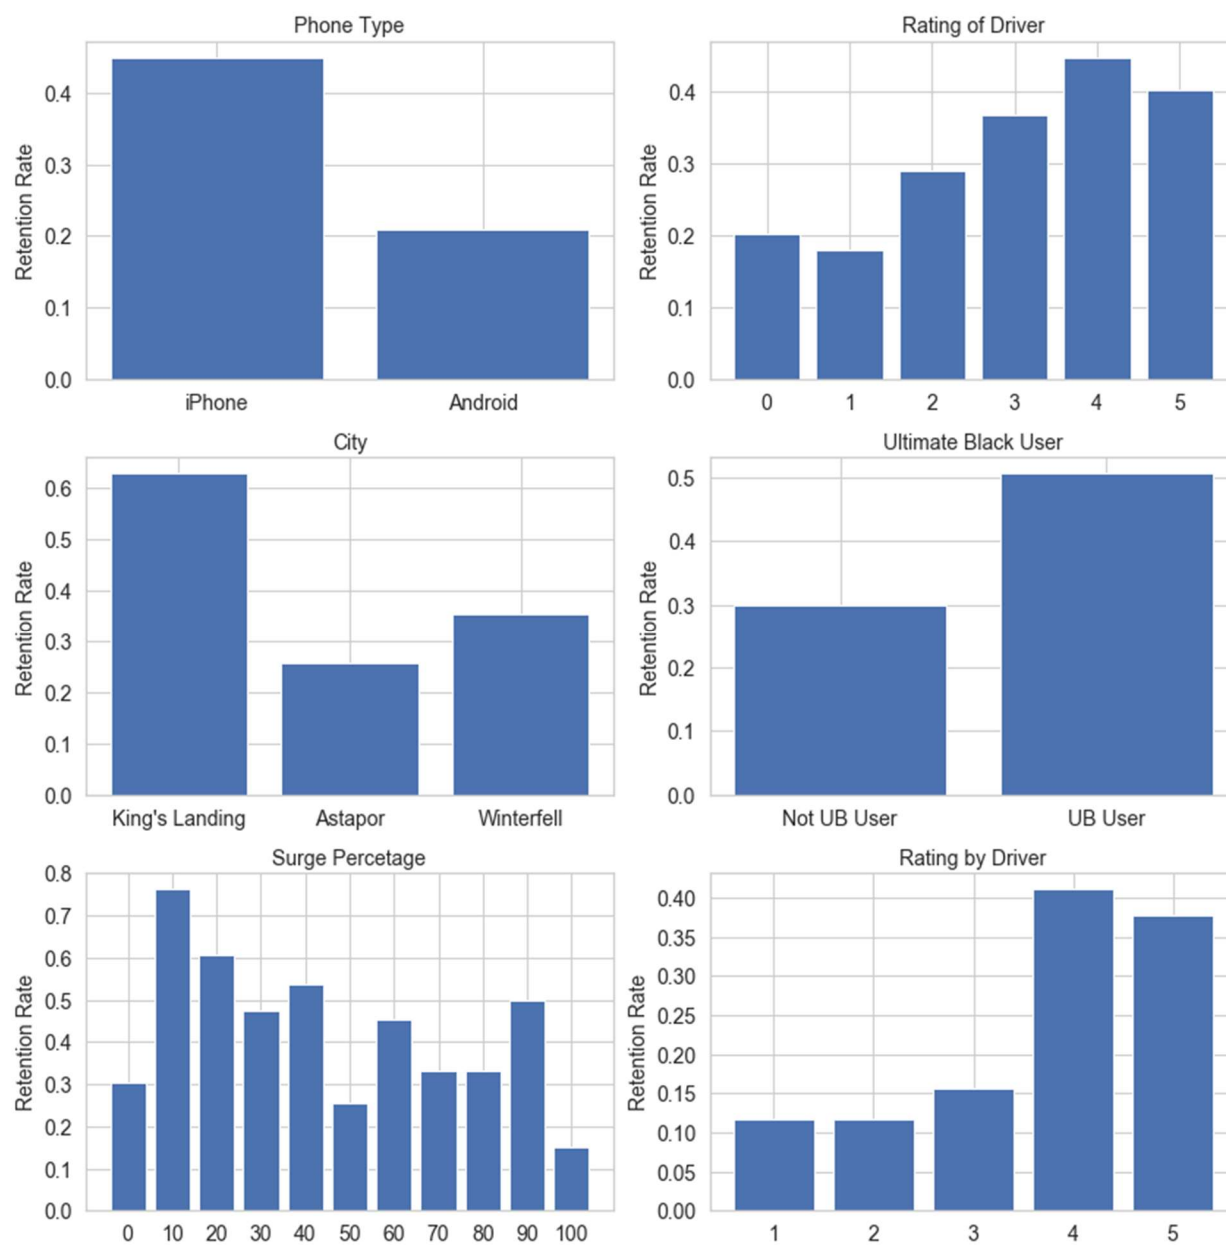 Phone Type
Retention Rate
0.4
0.3
0.2
0.1
0.0
iPhone Android
Rating of Driver
Retention Rate
0.4
0.3
0.2
0.1
0.0
0 1 2 3 4 5
City
Retention Rate
0.6
0.5
0.4
0.3
0.2
0.1
0.0
King's Landing Astapor Winterfell
Ultimate Black User
Retention Rate
0.5
0.4
0.3
0.2
0.1
0.0
Not UB User UB User
Surge Percetage
Retention Rate
0.8
0.7
0.6
0.5
0.4
0.3
0.2
0.1
0.0
0 10 20 30 40 50 60 70 80 90 100
Rating by Driver
Retention Rate
0.40
0.35
0.30
0.25
0.20
0.15
0.10
0.05
0.00
1 2 3 4 5